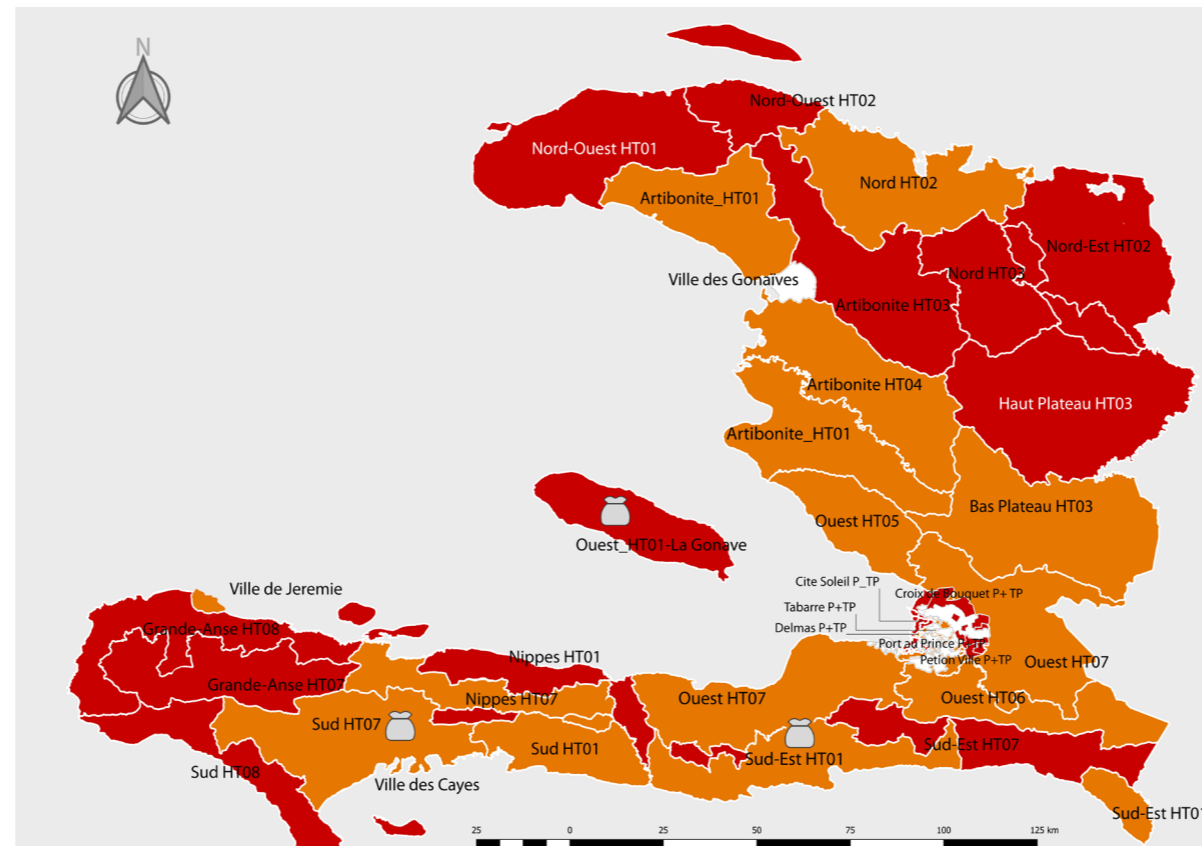 N
Nord-Ouest HT02
Nord-Ouest HT01
Nord HT02
Artibonite_HT01
Nord-Est HT02
Nord HT03
Ville des Gonaïves
Artibonite HT03
Artibonite HT04
Haut Plateau HT03
Artibonite_HT01
Bas Plateau HT03
Ouest HT05
Ouest_HT01-La Gonave
Cite Soleil P_TP
Ville de Jeremie
Croix de Bouquet P+ TP
Tabarre P+TP
Delmas P+TP
Grande-Anse HT08
Port au Prince
Nippes HT01
Petion Ville P+TP
Ouest HT07
Grande-Anse HT07
Nippes HT07
Ouest HT07
Ouest HT06
Sud HT07
Sud HT01
Sud-Est HT07
Sud-Est HT01
Sud HT08
Ville des Cayes
Sud-Est HT01
25 0 25 50 75 100 125 km